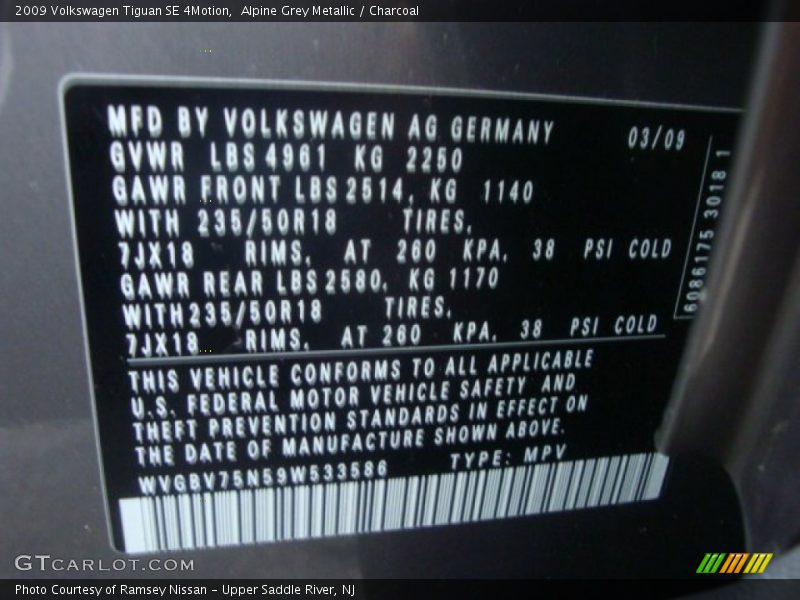 2009 Volkswagen Tiguan SE 4Motion,  Alpine Grey Metallic / Charcoal
MFD BY VOLKSWAGEN AG GERMANY 03/09
GVWR LBS 4961 KG 2250
GAWR FRONT LBS 2514, KG 1140
WITH 235/50R18 TIRES,
7JX18 RIMS, AT 260 KPA, 38 PSI COLD
GAWR REAR LBS 2580, KG 1170
WITH 235/50R18 TIRES,
7JX18 RIMS, AT 260 KPA, 38 PSI COLD
THIS VEHICLE CONFORMS TO ALL APPLICABLE
U.S. FEDERAL MOTOR VEHICLE SAFETY AND
THEFT PREVENTION STANDARDS IN EFFECT ON
THE DATE OF MANUFACTURE SHOWN ABOVE.
WVGBV75N59W533586 TYPE: MPV
6086175 3018 1
GTCARLOT.COM
Photo Courtesy of Ramsey Nissan – Upper Saddle River, NJ